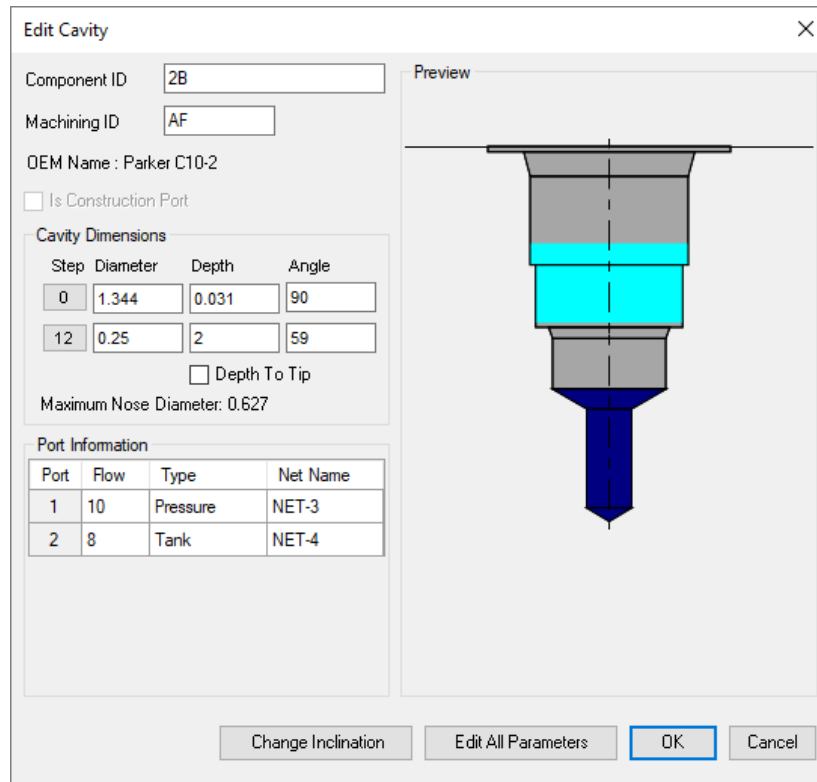 Edit Cavity
Component ID 2B
Machining ID AF
OEM Name : Parker C10-2
Is Construction Port
Cavity Dimensions
Step Diameter Depth Angle
0 1.344 0.031 90
12 0.25 2 59
Depth To Tip
Maximum Nose Diameter: 0.627
Port Information
Port Flow Type Net Name
1 10 Pressure NET-3
2 8 Tank NET-4
Preview
Change Inclination Edit All Parameters OK Cancel